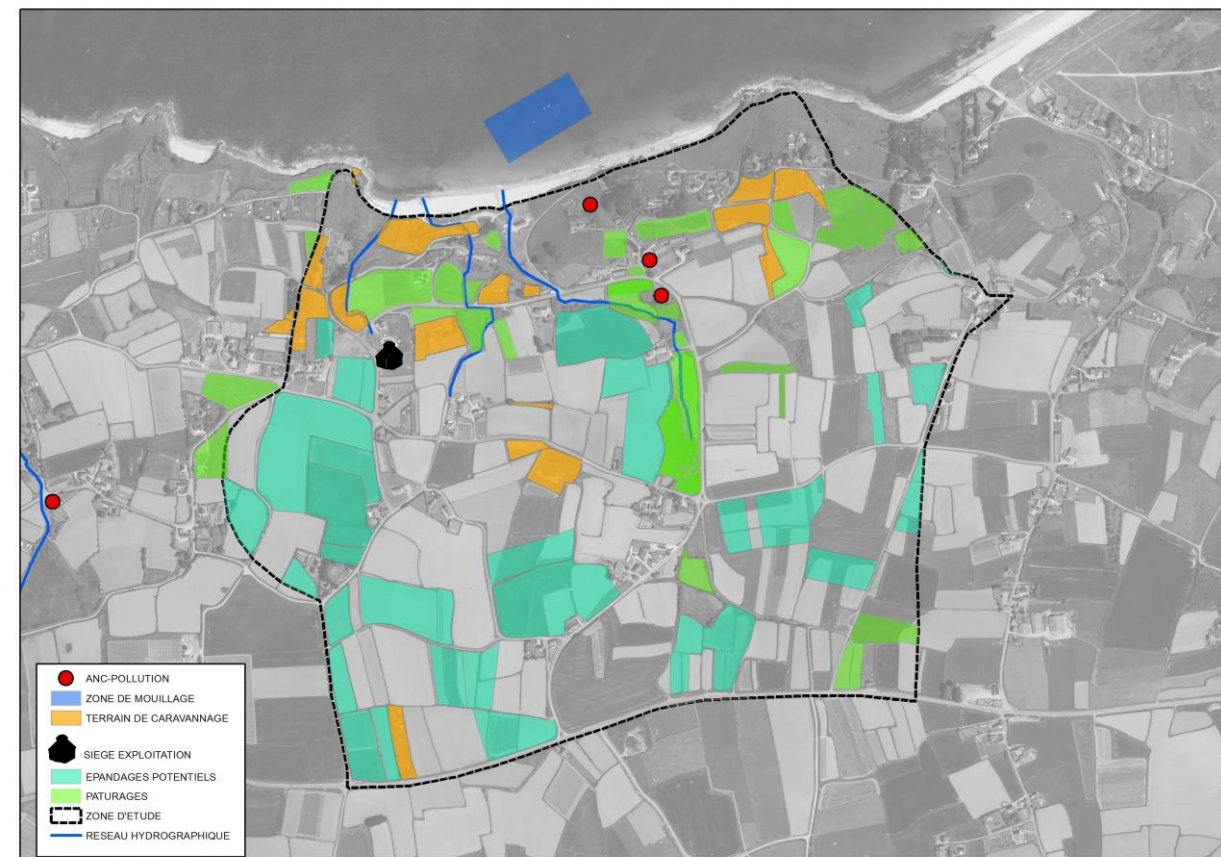 ANC-POLLUTION
ZONE DE MOUILLAGE
TERRAIN DE CARAVANNAGE
SIEGE EXPLOITATION
EPANDAGES POTENTIELS
PATURAGES
ZONE D'ETUDE
RESEAU HYDROGRAPHIQUE